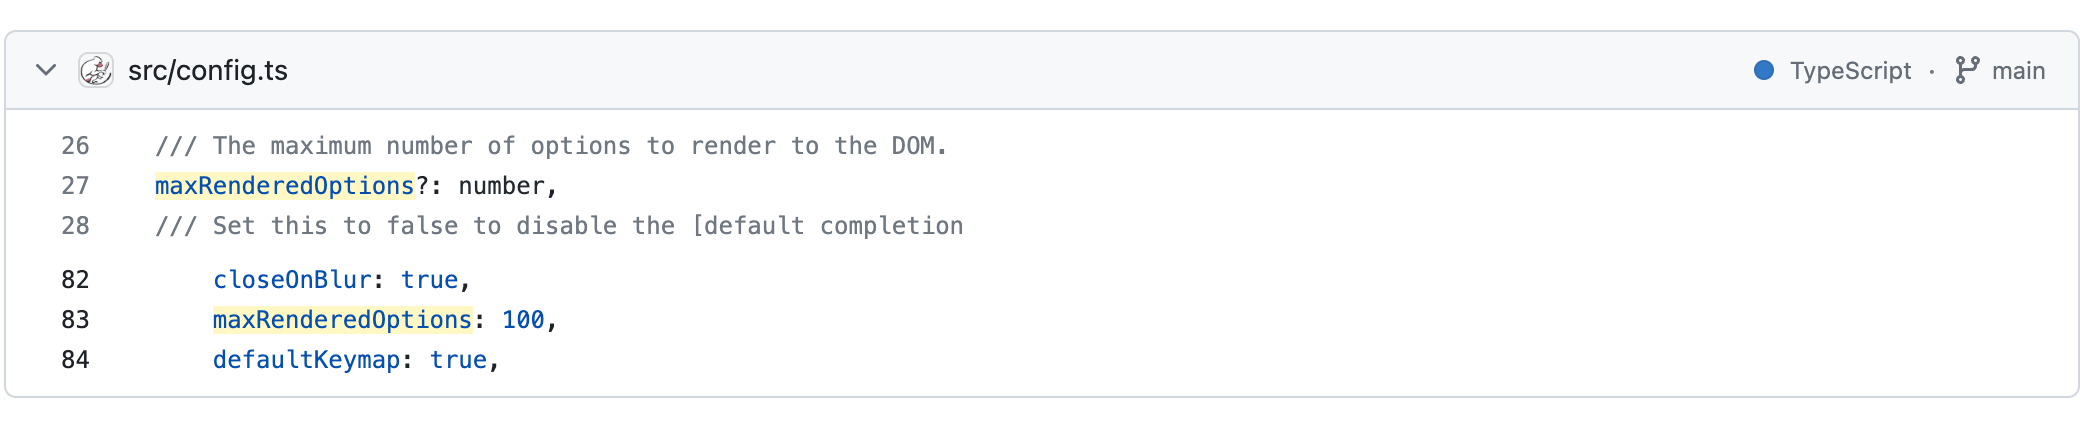 src/config.ts
TypeScript · main
26 /// The maximum number of options to render to the DOM.
27 maxRenderedOptions?: number,
28 /// Set this to false to disable the [default completion
82 closeOnBlur: true,
83 maxRenderedOptions: 100,
84 defaultKeymap: true,